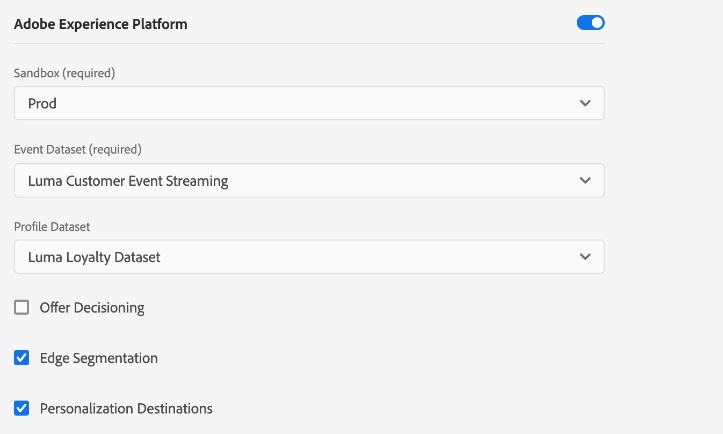 Adobe Experience Platform
Sandbox (required)
Prod
Event Dataset (required)
Luma Customer Event Streaming
Profile Dataset
Luma Loyalty Dataset
Offer Decisioning
Edge Segmentation
Personalization Destinations